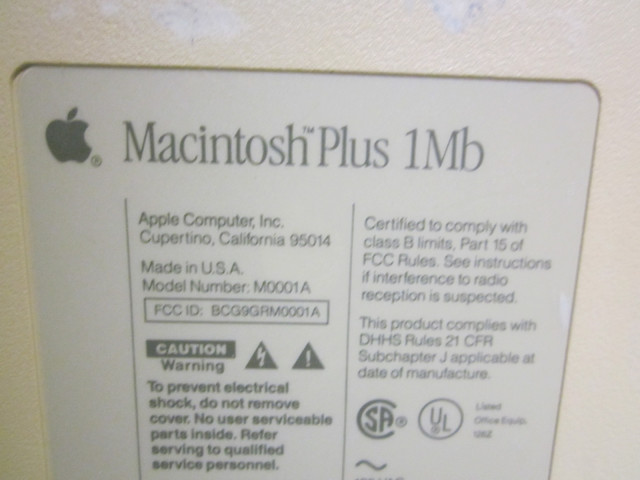 Macintosh™ Plus 1Mb
Apple Computer, Inc.
Cupertino, California 95014
Made in U.S.A.
Model Number: M0001A
FCC ID: BCG9GRM0001A
CAUTION
Warning
To prevent electrical
shock, do not remove
cover. No user serviceable
parts inside. Refer
serving to qualified
service personnel.
Certified to comply with
class B limits, Part 15 of
FCC Rules. See instructions
if interference to radio
reception is suspected.
This product complies with
DHHS Rules 21 CFR
Subchapter J applicable at
date of manufacture.
SA® UL
Listed
Office Equip.